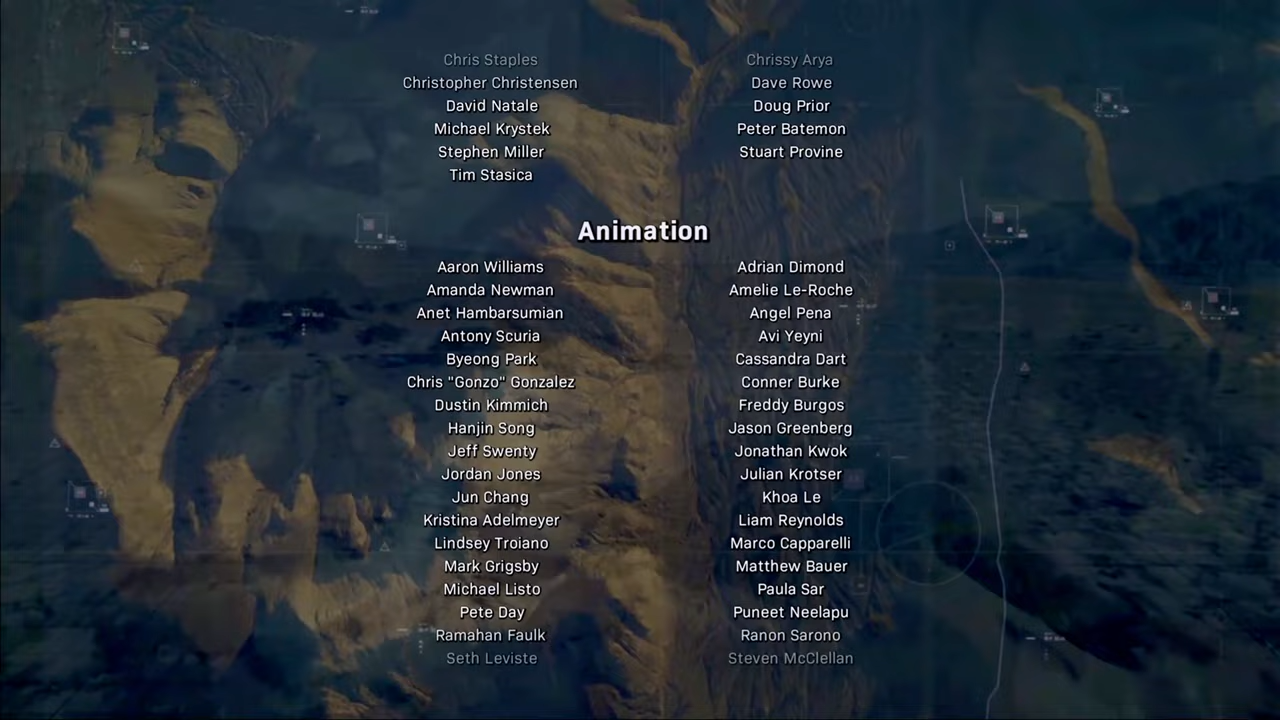 Chris Staples Chrissy Arya
Christopher Christensen Dave Rowe
David Natale Doug Prior
Michael Krystek Peter Batemon
Stephen Miller Stuart Provine
Tim Stasica
Animation
Aaron Williams Adrian Dimond
Amanda Newman Amelie Le-Roche
Anet Hambarsumian Angel Pena
Antony Scuria Avi Yeyni
Byeong Park Cassandra Dart
Chris "Gonzo" Gonzalez Conner Burke
Dustin Kimmich Freddy Burgos
Hanjin Song Jason Greenberg
Jeff Swenty Jonathan Kwok
Jordan Jones Julian Krotser
Jun Chang Khoa Le
Kristina Adelmeyer Liam Reynolds
Lindsey Troiano Marco Capparelli
Mark Grigsby Matthew Bauer
Michael Listo Paula Sar
Pete Day Puneet Neelapu
Ramahan Faulk Ranon Sarono
Seth Leviste Steven McClellan